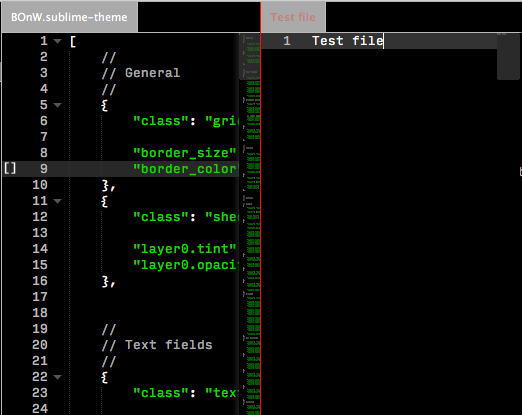 BOnW.sublime-theme
1 [
2 //
3 // General
4 //
5 {
6 "class": "grid
7
8 "border_size"
[] 9 "border_color
10 },
11 {
12 "class": "she
13
14 "layer0.tint"
15 "layer0.opaci
16 },
17
18
19 //
20 // Text fields
21 //
22 {
23 "class": "tex
24
Test file
1 Test file